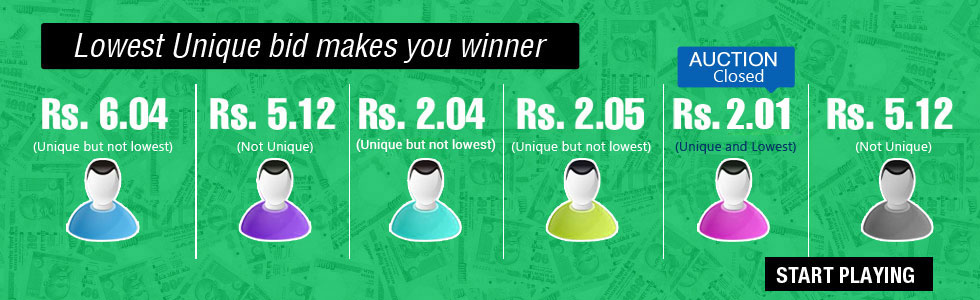 Lowest Unique bid makes you winner
AUCTION
Closed
Rs. 6.04
(Unique but not lowest)
Rs. 5.12
(Not Unique)
Rs. 2.04
(Unique but not lowest)
Rs. 2.05
(Unique but not lowest)
Rs. 2.01
(Unique and Lowest)
Rs. 5.12
(Not Unique)
START PLAYING